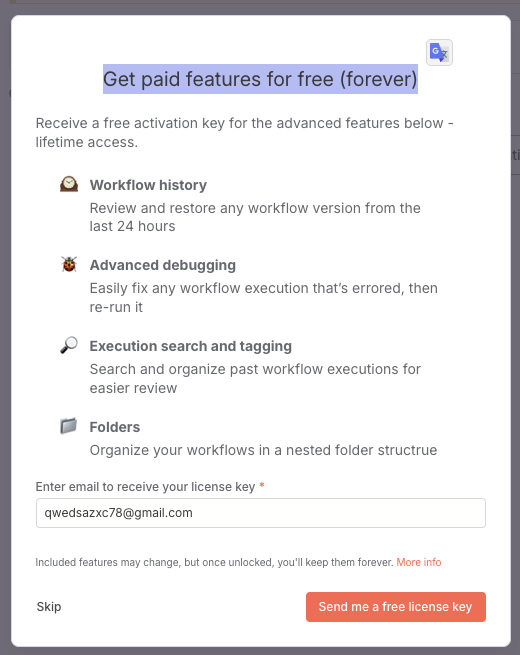 Get paid features for free (forever)
Receive a free activation key for the advanced features below -
lifetime access.
Workflow history
Review and restore any workflow version from the
last 24 hours
Advanced debugging
Easily fix any workflow execution that's errored, then
re-run it
Execution search and tagging
Search and organize past workflow executions for
easier review
Folders
Organize your workflows in a nested folder structrue
Enter email to receive your license key *
qwedsazxc78@gmail.com
Included features may change, but once unlocked, you'll keep them forever. More info
Skip
Send me a free license key